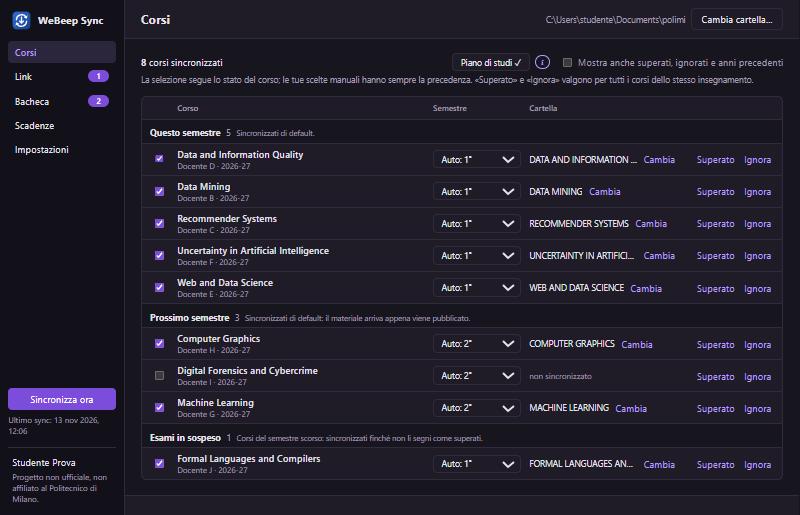 WeBeep Sync
Corsi
Link 1
Bacheca 2
Scadenze
Impostazioni
Sincronizza ora
Ultimo sync: 13 nov 2026,
12:06
Studente Prova
Progetto non ufficiale, non
affiliato al Politecnico di
Milano.
Corsi
C:\Users\studente\Documents\polimi
Cambia cartella...
8 corsi sincronizzati
Piano di studi ✓
i
Mostra anche superati, ignorati e anni precedenti
La selezione segue lo stato del corso; le tue scelte manuali hanno sempre la precedenza. «Superato» e «Ignora» valgono per tutti i corsi dello stesso insegnamento.
Corso Semestre Cartella
Questo semestre 5 Sincronizzati di default.
Data and Information Quality Auto: 1° DATA AND INFORMATION ... Cambia Superato Ignora
Docente D · 2026-27
Data Mining Auto: 1° DATA MINING Cambia Superato Ignora
Docente B · 2026-27
Recommender Systems Auto: 1° RECOMMENDER SYSTEMS Cambia Superato Ignora
Docente C · 2026-27
Uncertainty in Artificial Intelligence Auto: 1° UNCERTAINTY IN ARTIFICI... Cambia Superato Ignora
Docente F · 2026-27
Web and Data Science Auto: 1° WEB AND DATA SCIENCE Cambia Superato Ignora
Docente E · 2026-27
Prossimo semestre 3 Sincronizzati di default: il materiale arriva appena viene pubblicato.
Computer Graphics Auto: 2° COMPUTER GRAPHICS Cambia Superato Ignora
Docente H · 2026-27
Digital Forensics and Cybercrime Auto: 2° non sincronizzato Superato Ignora
Docente I · 2026-27
Machine Learning Auto: 2° MACHINE LEARNING Cambia Superato Ignora
Docente G · 2026-27
Esami in sospeso 1 Corsi del semestre scorso: sincronizzati finché non li segni come superati.
Formal Languages and Compilers Auto: 1° FORMAL LANGUAGES AN... Cambia Superato Ignora
Docente J · 2026-27